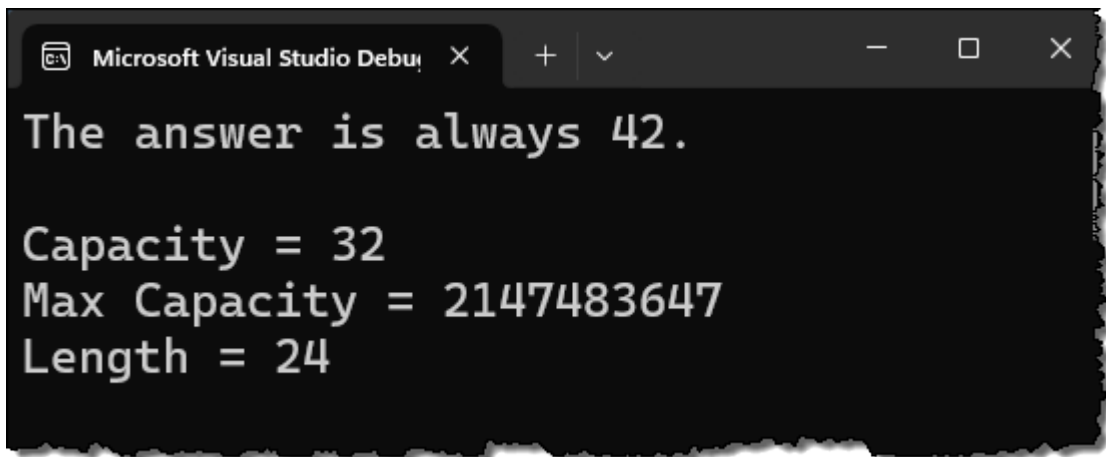 Microsoft Visual Studio Debu
The answer is always 42.
Capacity = 32
Max Capacity = 2147483647
Length = 24